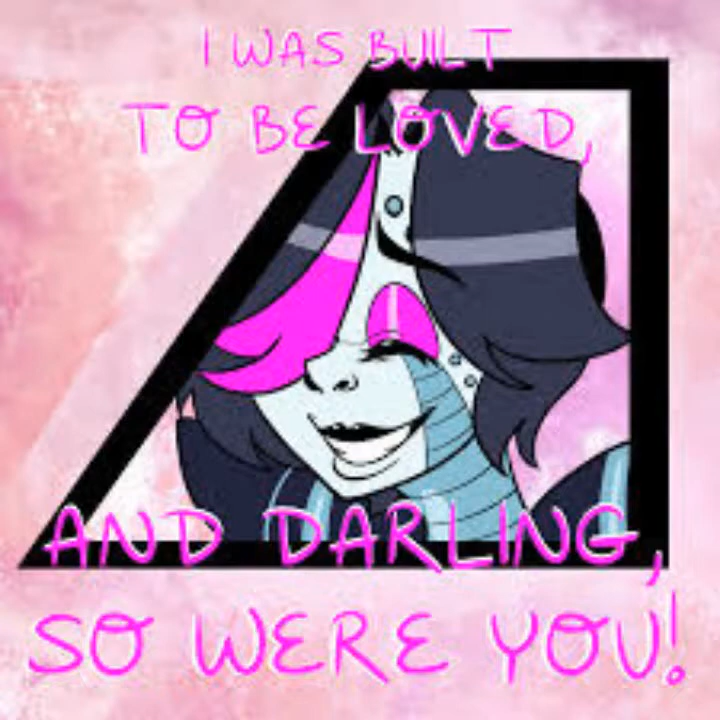 I WAS BUILT
TO BE LOVED,
AND DARLING,
SO WERE YOU!